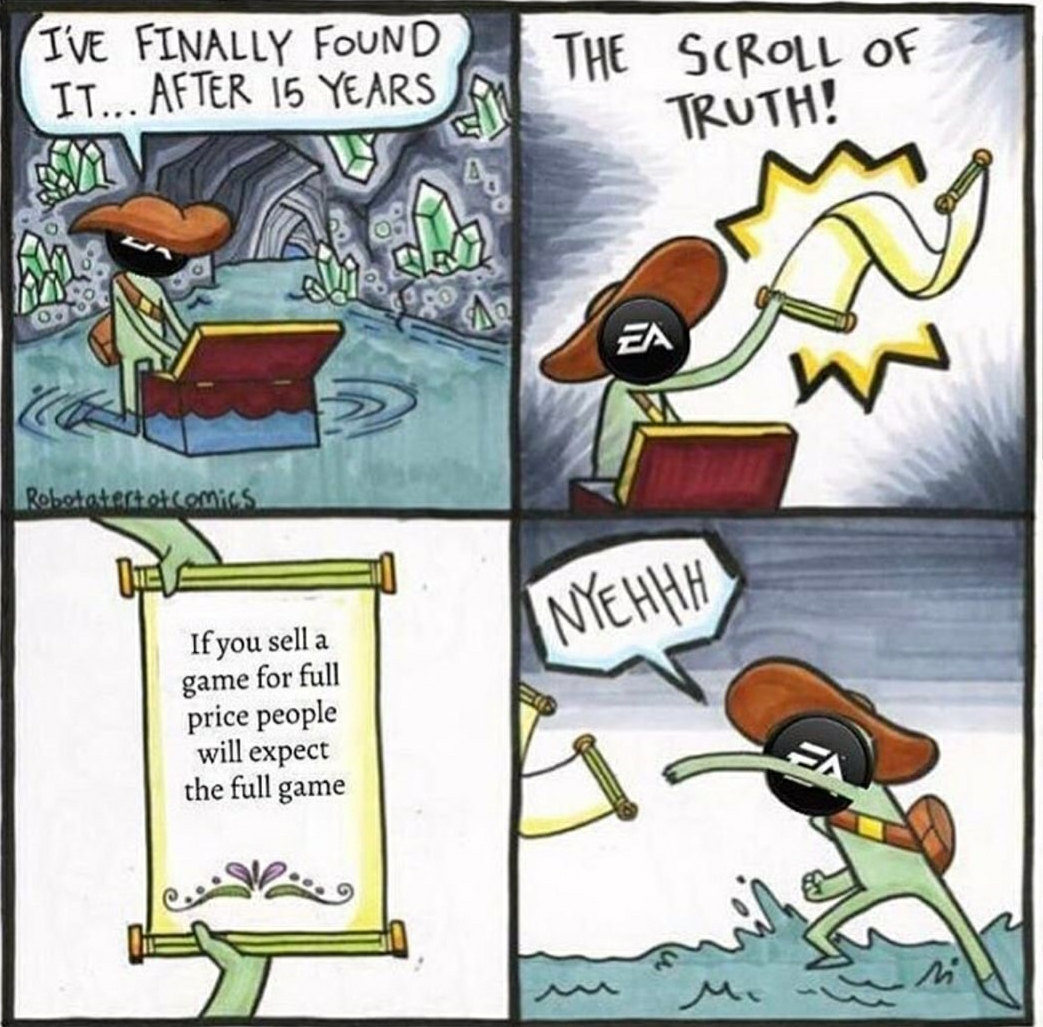 I'VE FINALLY FOUND
IT... AFTER 15 YEARS
EA
Robotatertotcomics
THE SCROLL OF
TRUTH!
EA
If you sell a
game for full
price people
will expect
the full game
NYEHHH
EA